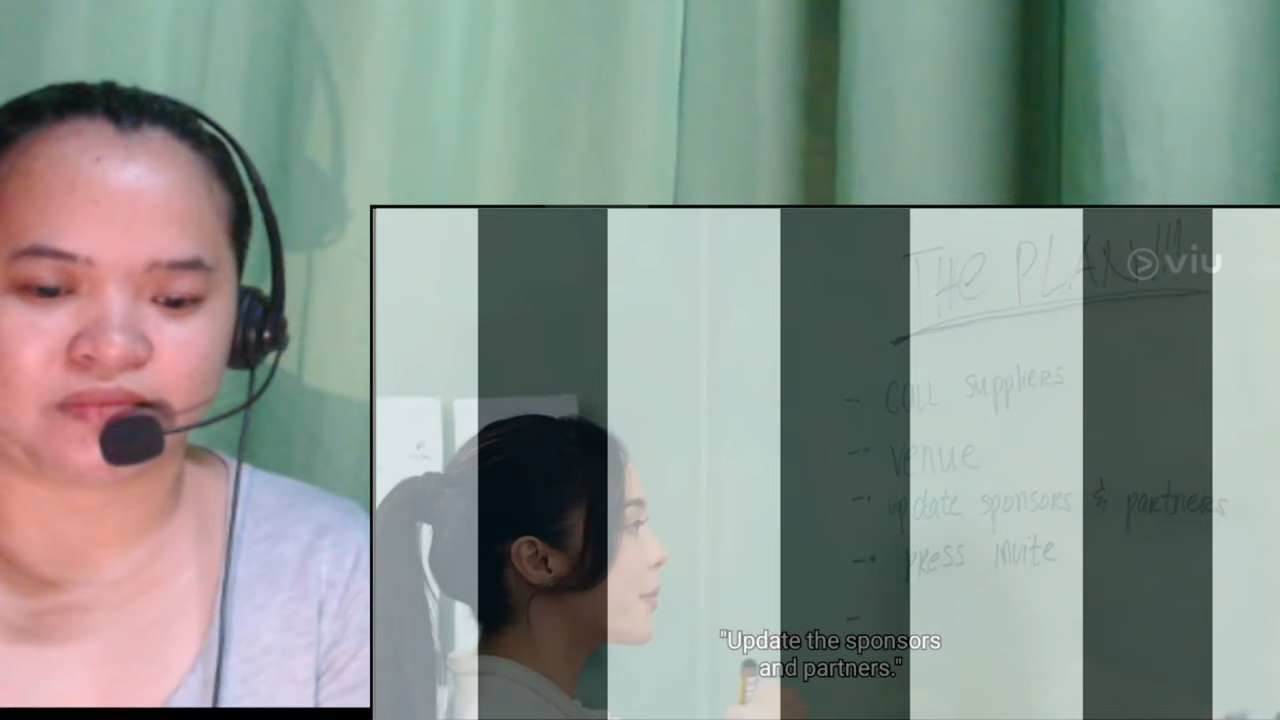 THE PLAN!!!
viu
- CALL suppliers
- venue
- update sponsors & partners
- press invite
-
"Update the sponsors
and partners."